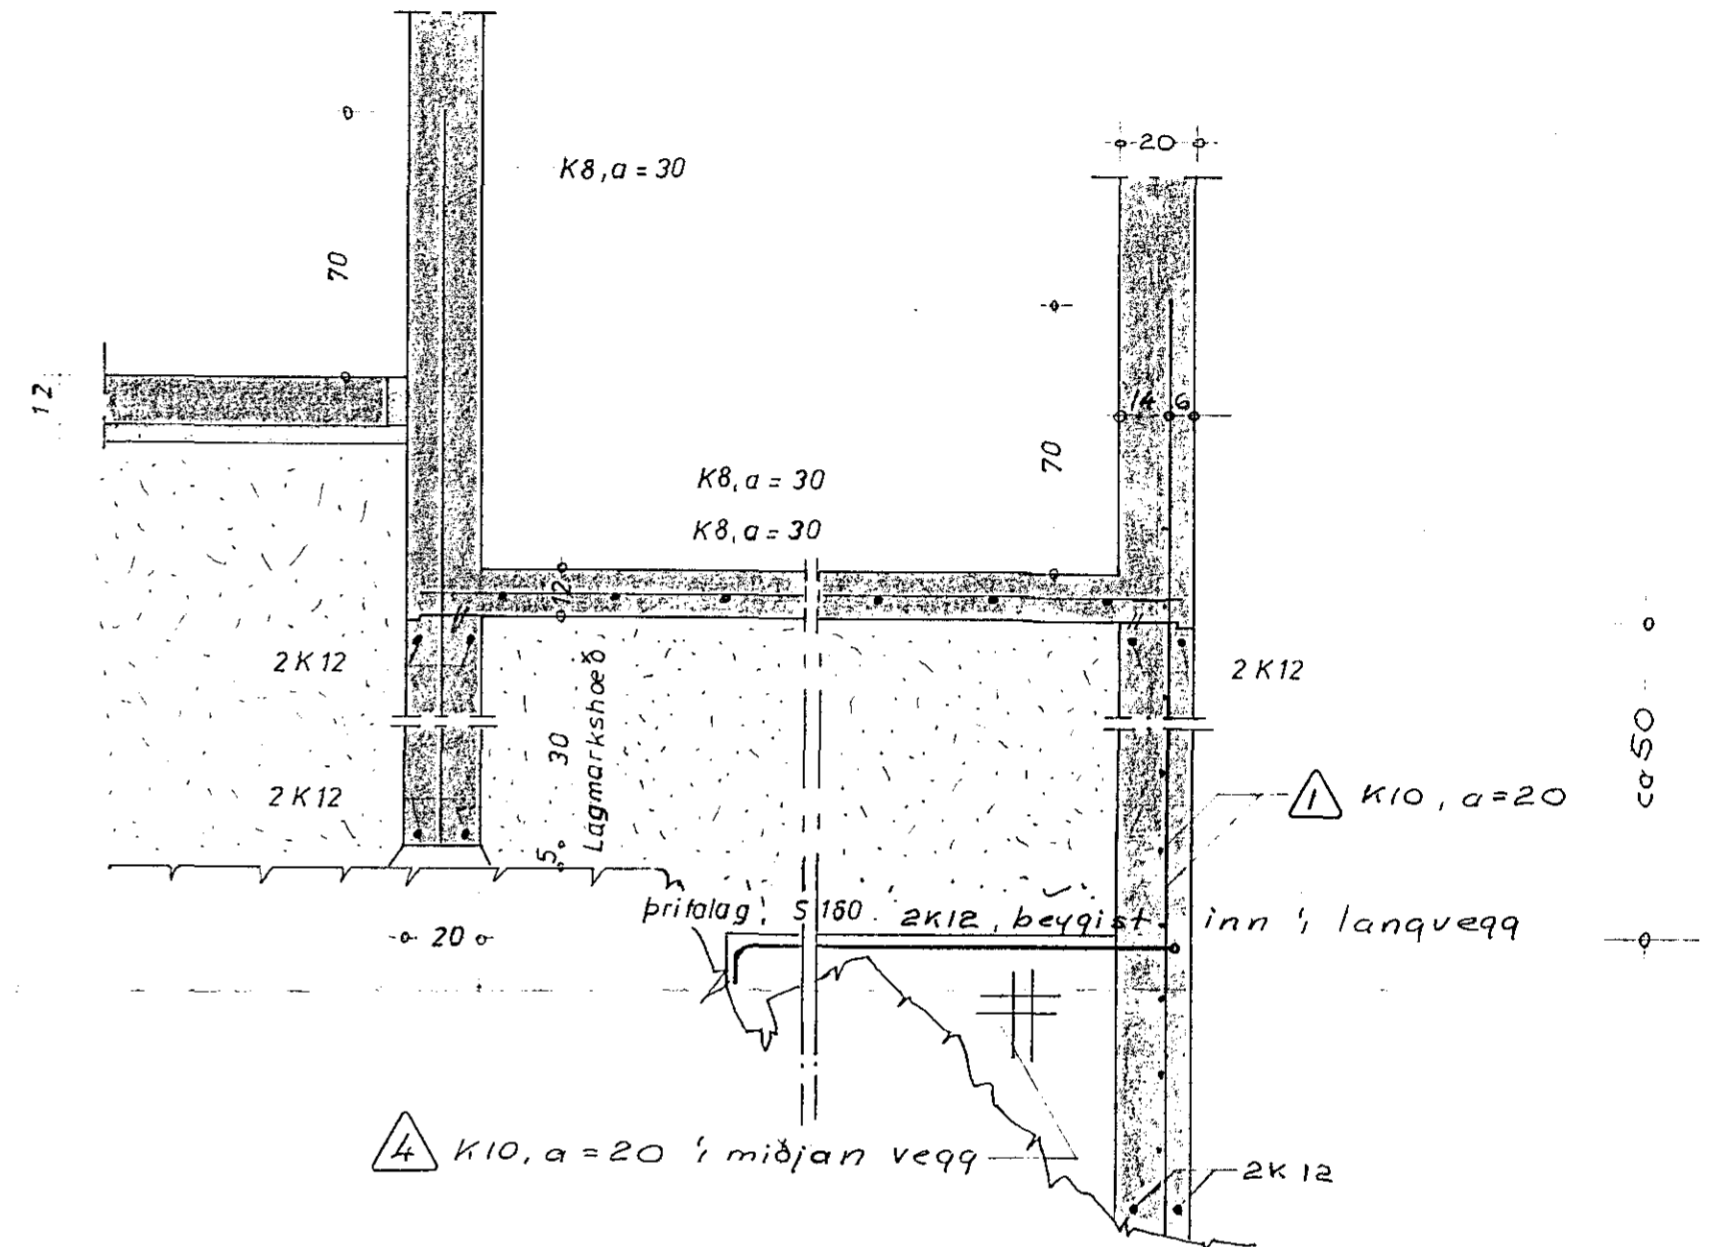 K8, a = 30
20
70
14 6
12
70
K8, a = 30
K8, a = 30
12
2 K 12
2 K 12
30
Lágmarkshæð
ca 50
2 K 12
△1 K10, a=20
5
þrifalag, S 160
2K12, beygist inn í langvegg
20
△4 K10, a = 20 í miðjan vegg
2K 12